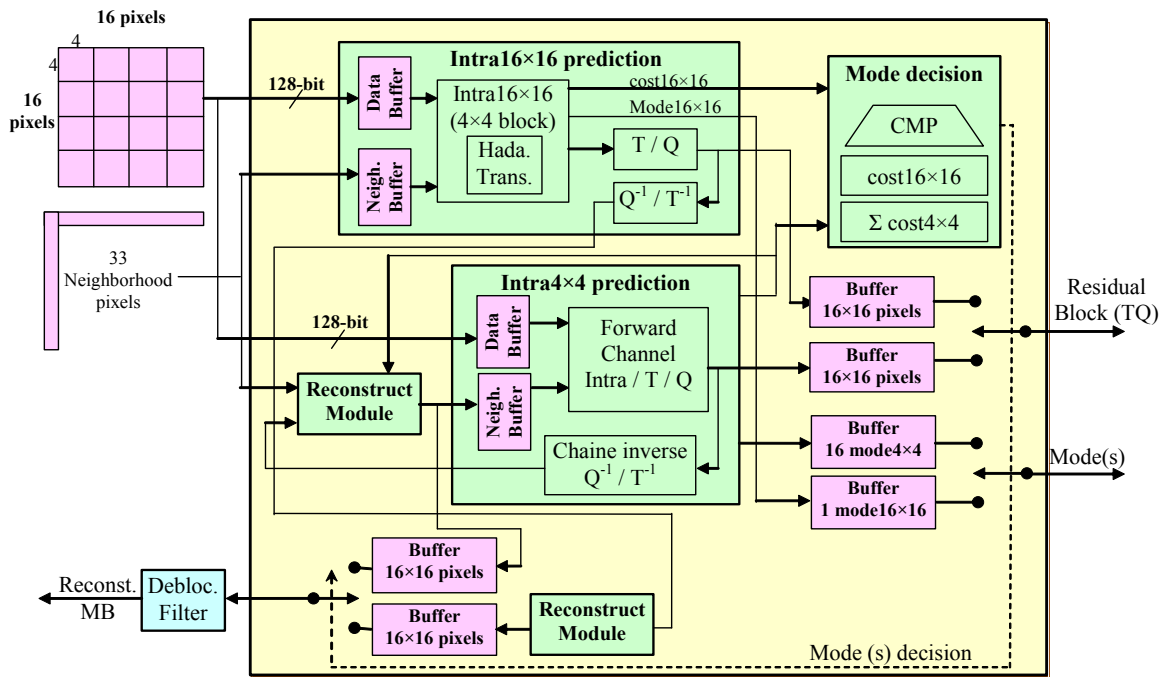 16 pixels
4
4
16
pixels
128-bit
33
Neighborhood
pixels
Intra16×16 prediction
Data
Buffer
Neigh.
Buffer
Intra16×16
(4×4 block)
Hada.
Trans.
cost16×16
Mode16×16
T / Q
Q⁻¹ / T⁻¹
Mode decision
CMP
cost16×16
Σ cost4×4
Intra4×4 prediction
128-bit
Data
Buffer
Neigh.
Buffer
Forward
Channel
Intra / T / Q
Chaine inverse
Q⁻¹ / T⁻¹
Reconstruct
Module
Buffer
16×16 pixels
Buffer
16×16 pixels
Buffer
16 mode4×4
Buffer
1 mode16×16
Residual
Block (TQ)
Mode(s)
Buffer
16×16 pixels
Buffer
16×16 pixels
Reconstruct
Module
Mode (s) decision
Reconst.
MB
Debloc.
Filter